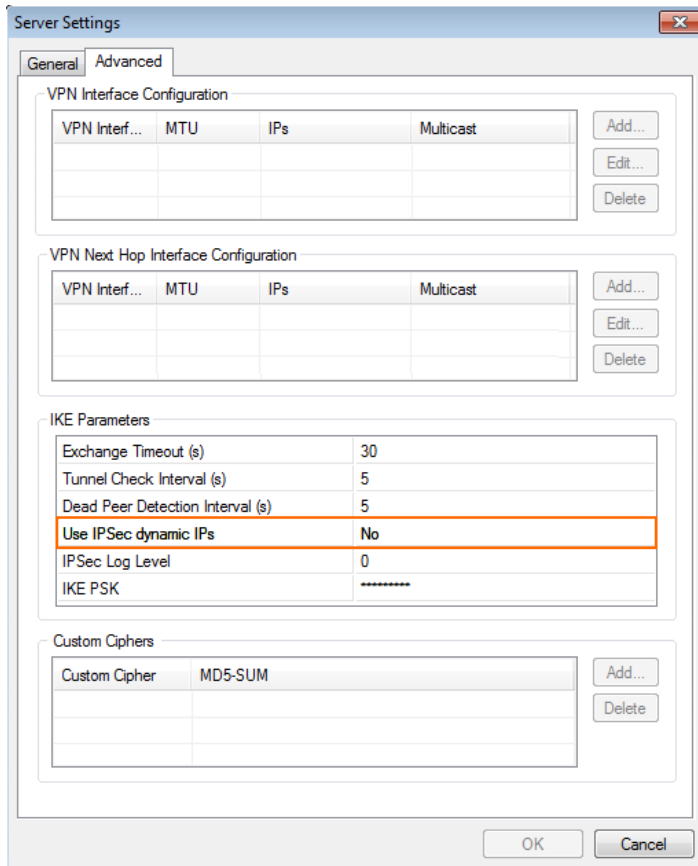 Server Settings
General Advanced
VPN Interface Configuration
VPN Interf... MTU IPs Multicast
Add...
Edit...
Delete
VPN Next Hop Interface Configuration
VPN Interf... MTU IPs Multicast
Add...
Edit...
Delete
IKE Parameters
Exchange Timeout (s) 30
Tunnel Check Interval (s) 5
Dead Peer Detection Interval (s) 5
Use IPSec dynamic IPs No
IPSec Log Level 0
IKE PSK *********
Custom Ciphers
Custom Cipher MD5-SUM
Add...
Delete
OK Cancel